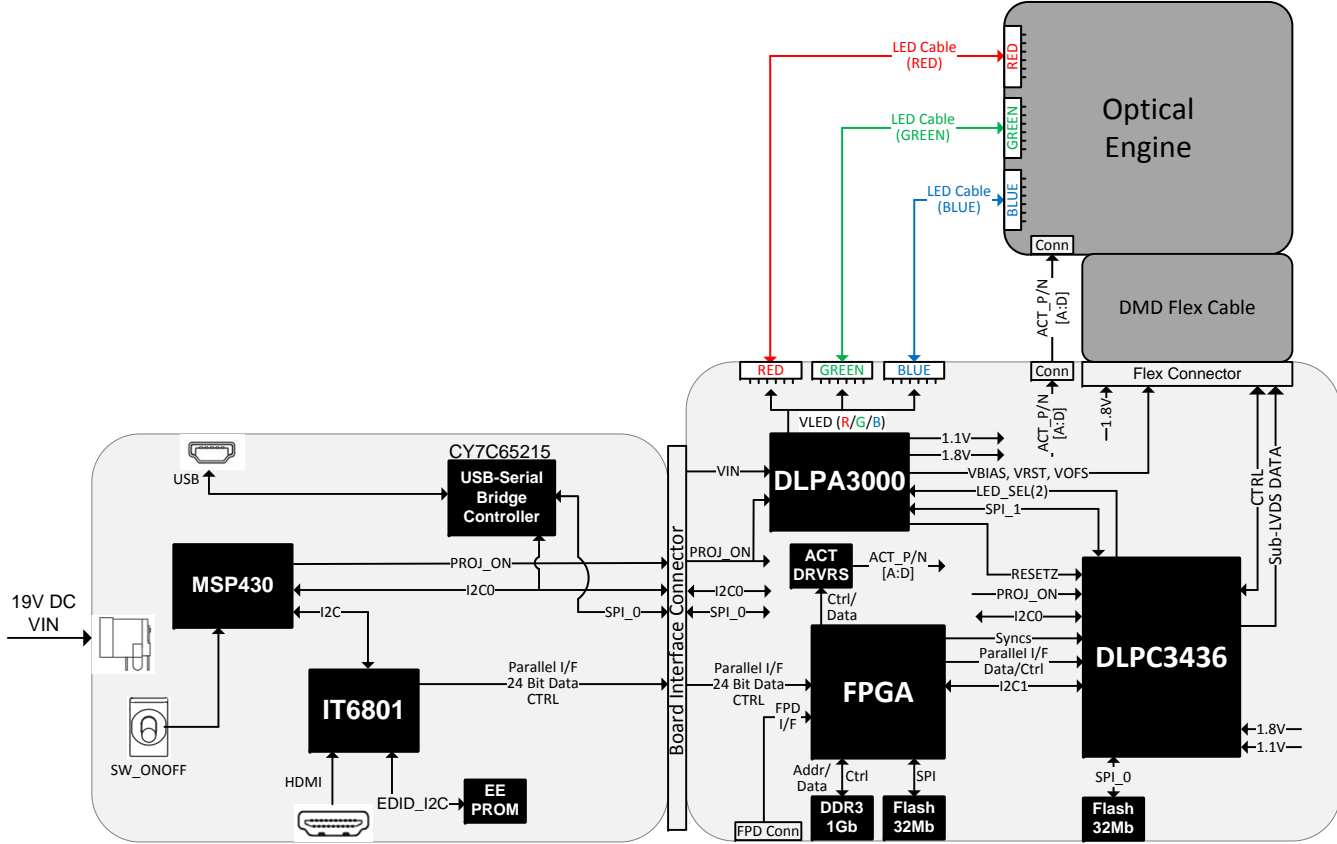 LED Cable
(RED)
RED
LED Cable
(GREEN)
GREEN
Optical
Engine
LED Cable
(BLUE)
BLUE
Conn
ACT_P/N
[A:D]
DMD Flex Cable
RED
GREEN
BLUE
Conn
Flex Connector
VLED (R/G/B)
ACT_P/N
[A:D]
1.8V
CY7C65215
USB-Serial
Bridge
Controller
USB
VIN
DLPA3000
1.1V
1.8V
VBIAS, VRST, VOFS
LED_SEL(2)
SPI_1
CTRL
Sub-LVDS DATA
MSP430
PROJ_ON
I2C0
I2C
SPI_0
Board Interface Connector
PROJ_ON
I2C0
SPI_0
ACT
DRVRS
ACT_P/N
[A:D]
Ctrl/
Data
RESETZ
PROJ_ON
I2C0
19V DC
VIN
Syncs
Parallel I/F
Data/Ctrl
I2C1
DLPC3436
IT6801
Parallel I/F
24 Bit Data
CTRL
Parallel I/F
24 Bit Data
CTRL
FPGA
FPD
I/F
1.8V
1.1V
SW_ONOFF
HDMI
EDID_I2C
EE
PROM
Addr/
Data
Ctrl
SPI
SPI_0
FPD Conn
DDR3
1Gb
Flash
32Mb
Flash
32Mb